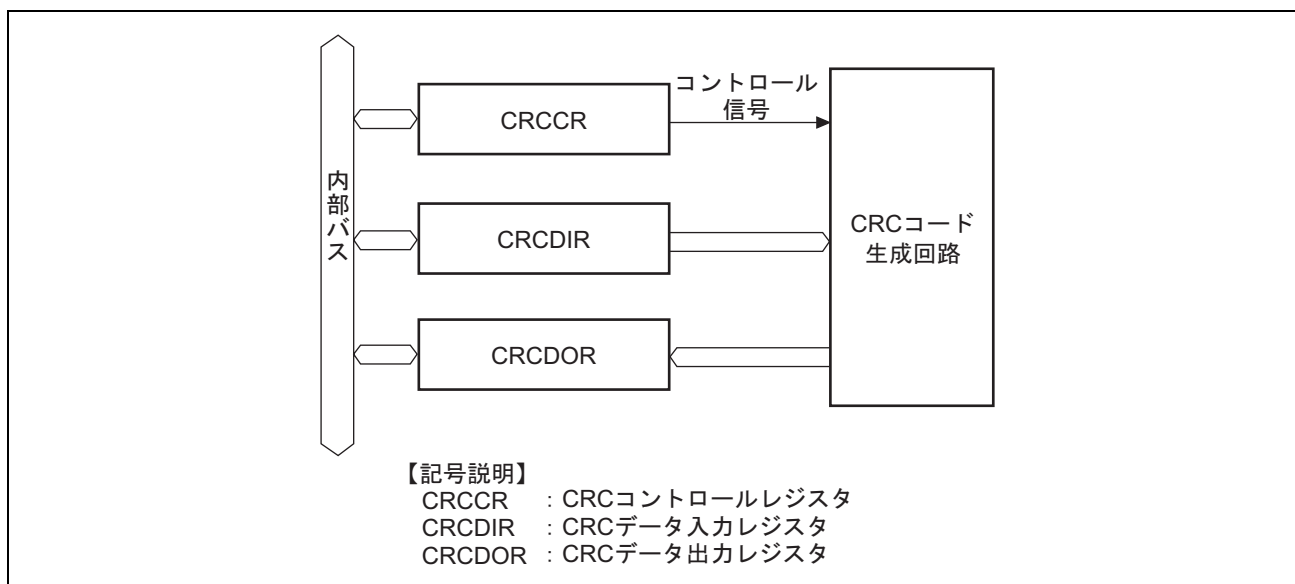 コントロール
信号
CRCCR
内部バス
CRCDIR
CRCコード
生成回路
CRCDOR
【記号説明】
CRCCR : CRCコントロールレジスタ
CRCDIR : CRCデータ入力レジスタ
CRCDOR : CRCデータ出力レジスタ